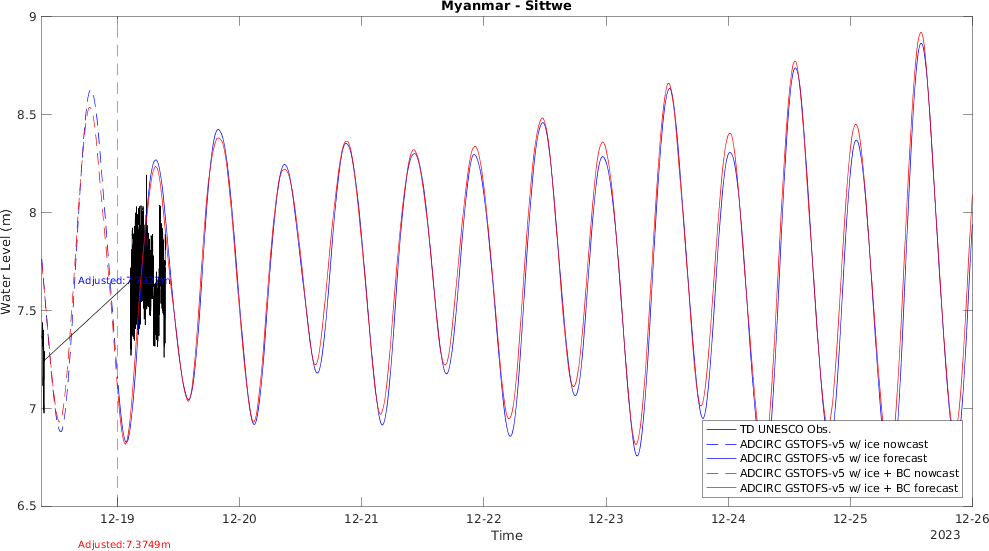 Myanmar - Sittwe
9
8.5
8
7.5
7
6.5
Water Level (m)
Adjusted:7.
TD UNESCO Obs.
ADCIRC GSTOFS-v5 w/ ice nowcast
ADCIRC GSTOFS-v5 w/ ice forecast
ADCIRC GSTOFS-v5 w/ ice + BC nowcast
ADCIRC GSTOFS-v5 w/ ice + BC forecast
12-19 12-20 12-21 12-22 12-23 12-24 12-25 12-26
Time
2023
Adjusted:7.3749m